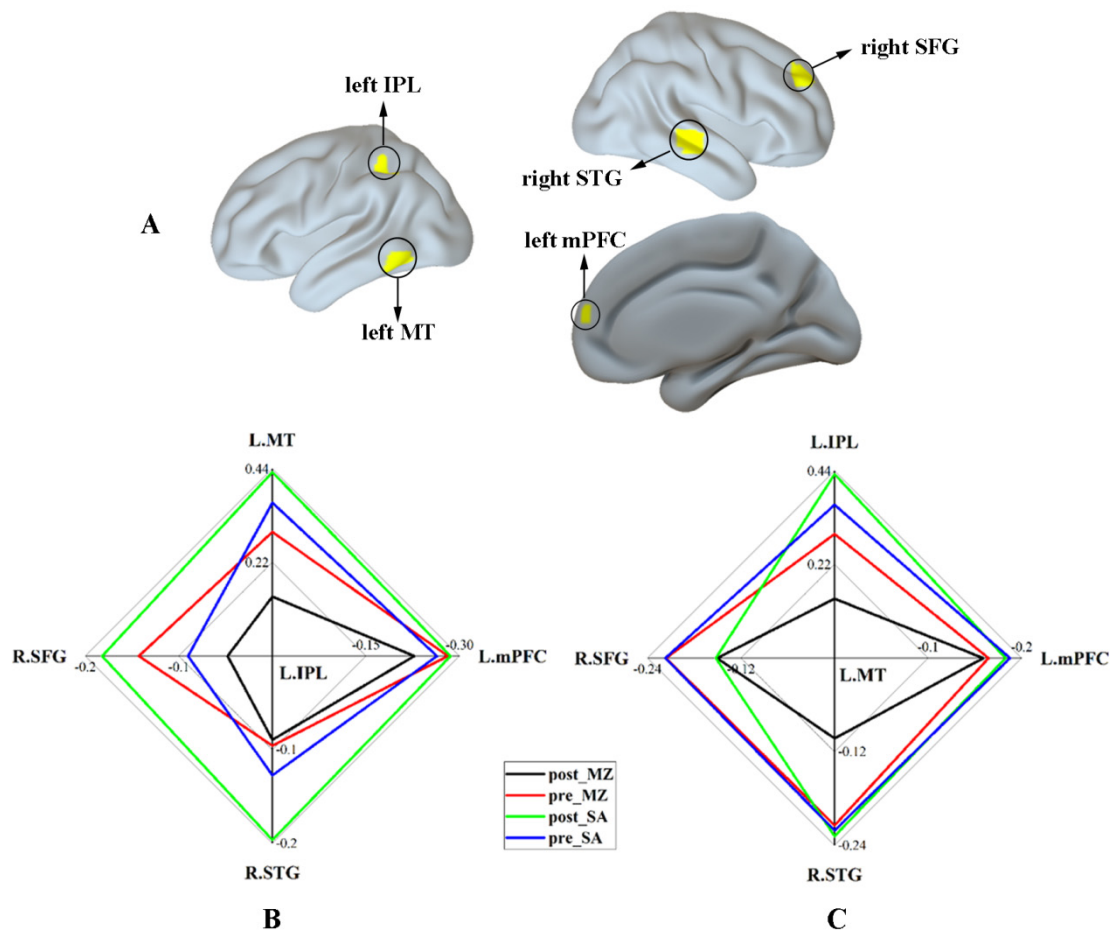 right SFG
left IPL
right STG
A
left mPFC
left MT
L.MT
0.44
0.22
-0.2
-0.1
-0.15
-0.30
R.SFG
L.IPL
L.mPFC
-0.1
-0.2
R.STG
B
L.IPL
0.44
0.22
-0.24
-0.12
-0.1
-0.2
R.SFG
L.MT
L.mPFC
-0.12
-0.24
R.STG
C
post_MZ
pre_MZ
post_SA
pre_SA